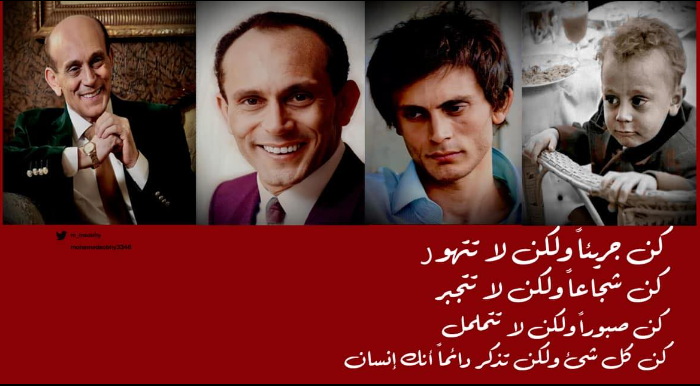 كن جريئاً ولكن لا تتهور
كن شجاعاً ولكن لا تتجبر
كن صبوراً ولكن لا تتململ
كن كل شئ ولكن تذكر دائماً أنك إنسان